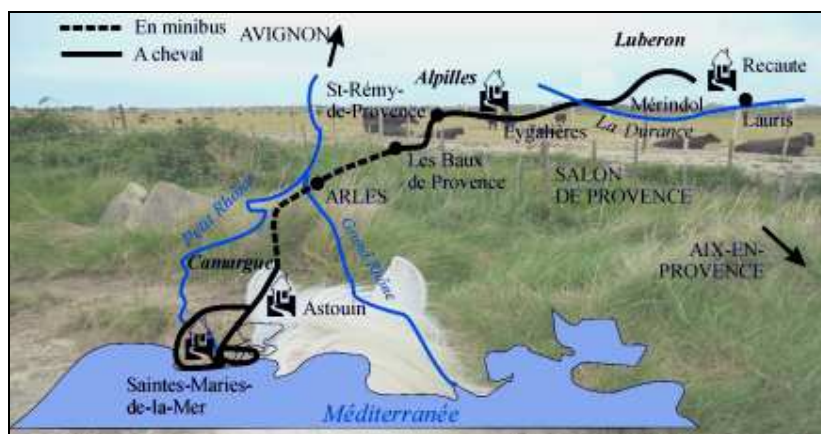 En minibus
A cheval
AVIGNON
Luberon
Alpilles
Recaute
St-Rémy-
de-Provence
Mérindol
La Durance
Lauris
Eygalières
Les Baux
de Provence
SALON
DE PROVENCE
ARLES
Petit Rhône
Grand Rhône
AIX-EN-
PROVENCE
Camargue
Astouin
Saintes-Maries-
de-la-Mer
Méditerranée